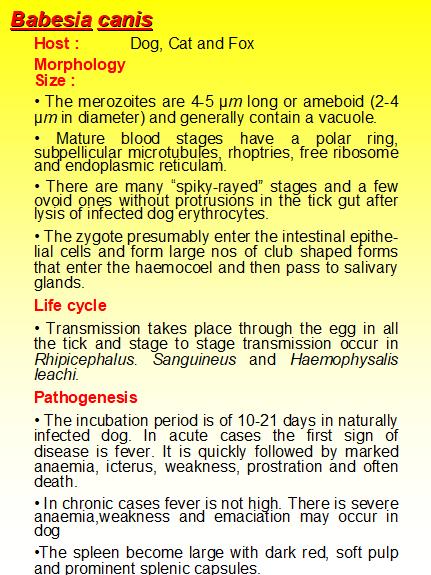 Babesia canis
Host : Dog, Cat and Fox
Morphology
Size :
• The merozoites are 4-5 µm long or ameboid (2-4
µm in diameter) and generally contain a vacuole.
• Mature blood stages have a polar ring,
subpellicular microtubules, rhoptries, free ribosome
and endoplasmic reticulam.
• There are many “spiky-rayed” stages and a few
ovoid ones without protrusions in the tick gut after
lysis of infected dog erythrocytes.
• The zygote presumably enter the intestinal epithe-
lial cells and form large nos of club shaped forms
that enter the haemocoel and then pass to salivary
glands.
Life cycle
• Transmission takes place through the egg in all
the tick and stage to stage transmission occur in
Rhipicephalus. Sanguineus and Haemophysalis
leachi.
Pathogenesis
• The incubation period is of 10-21 days in naturally
infected dog. In acute cases the first sign of
disease is fever. It is quickly followed by marked
anaemia, icterus, weakness, prostration and often
death.
• In chronic cases fever is not high. There is severe
anaemia,weakness and emaciation may occur in
dog
•The spleen become large with dark red, soft pulp
and prominent splenic capsules.